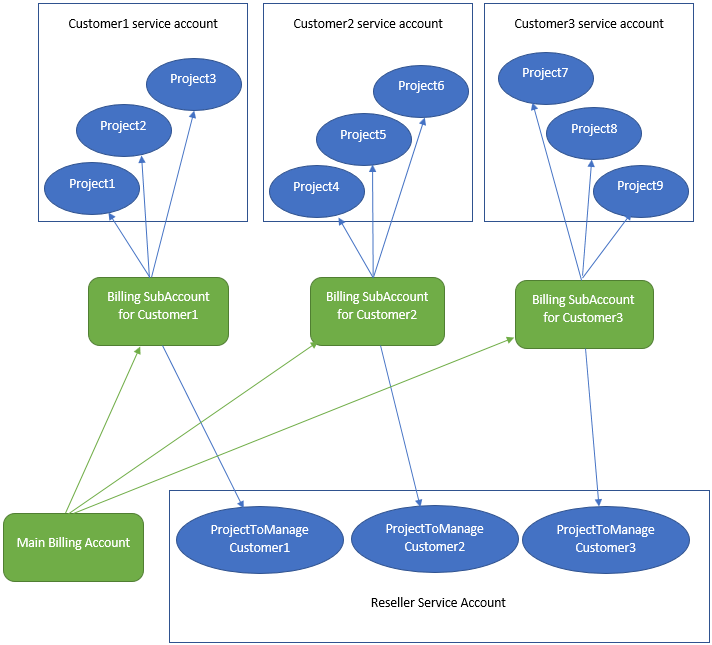 Customer1 service account
Customer2 service account
Customer3 service account
Project3
Project2
Project1
Project6
Project5
Project4
Project7
Project8
Project9
Billing SubAccount
for Customer1
Billing SubAccount
for Customer2
Billing SubAccount
for Customer3
Main Billing Account
ProjectToManage
Customer1
ProjectToManage
Customer2
ProjectToManage
Customer3
Reseller Service Account